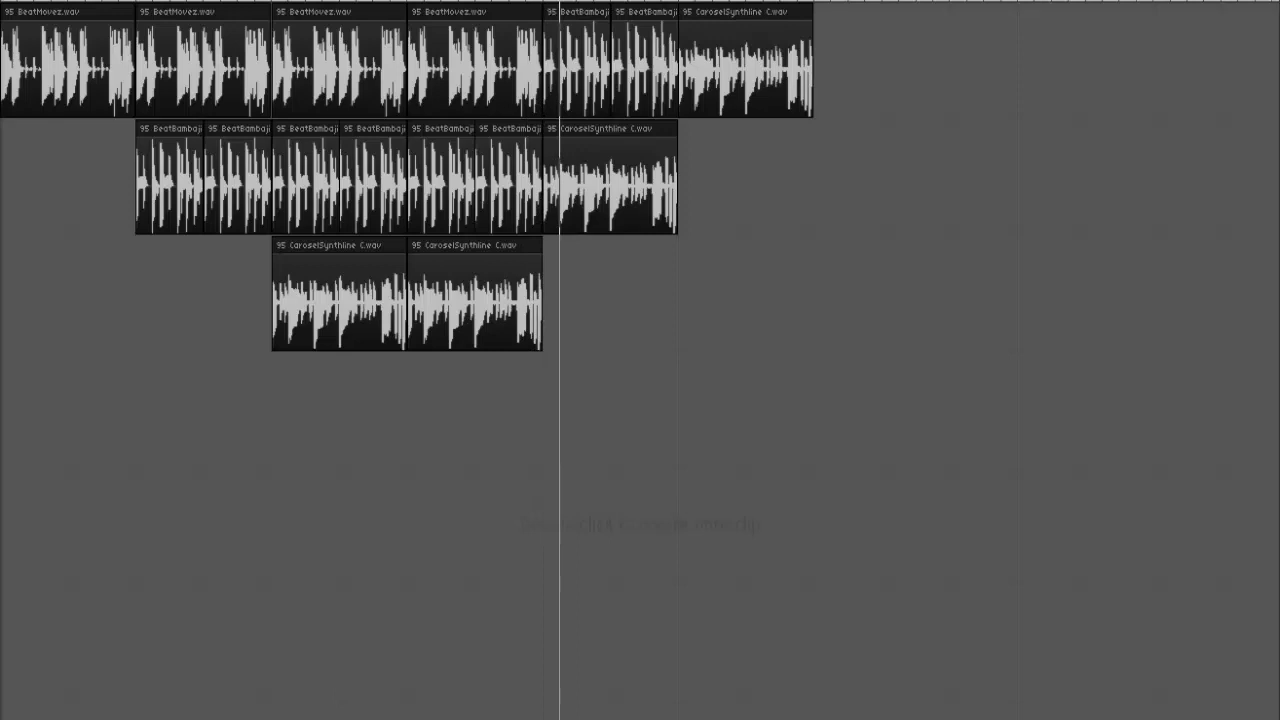 95 BeatMovez.wav 95 BeatMovez.wav 95 BeatMovez.wav 95 BeatMovez.wav 95 BeatBambaji 95 BeatBambaji 95 CaroselSynthline C.wav
95 BeatBambaji 95 BeatBambaji 95 BeatBambaji 95 BeatBambaji 95 BeatBambaji 95 BeatBambaji 95 CaroselSynthline C.wav
95 CaroselSynthline C.wav 95 CaroselSynthline C.wav